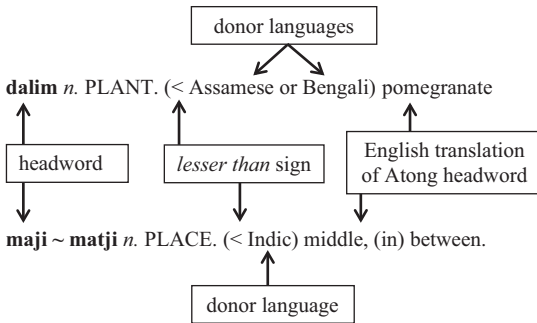 donor languages
dalim n. PLANT. (< Assamese or Bengali) pomegranate
headword
lesser than sign
English translation
of Atong headword
maji ~ matji n. PLACE. (< Indic) middle, (in) between.
donor language